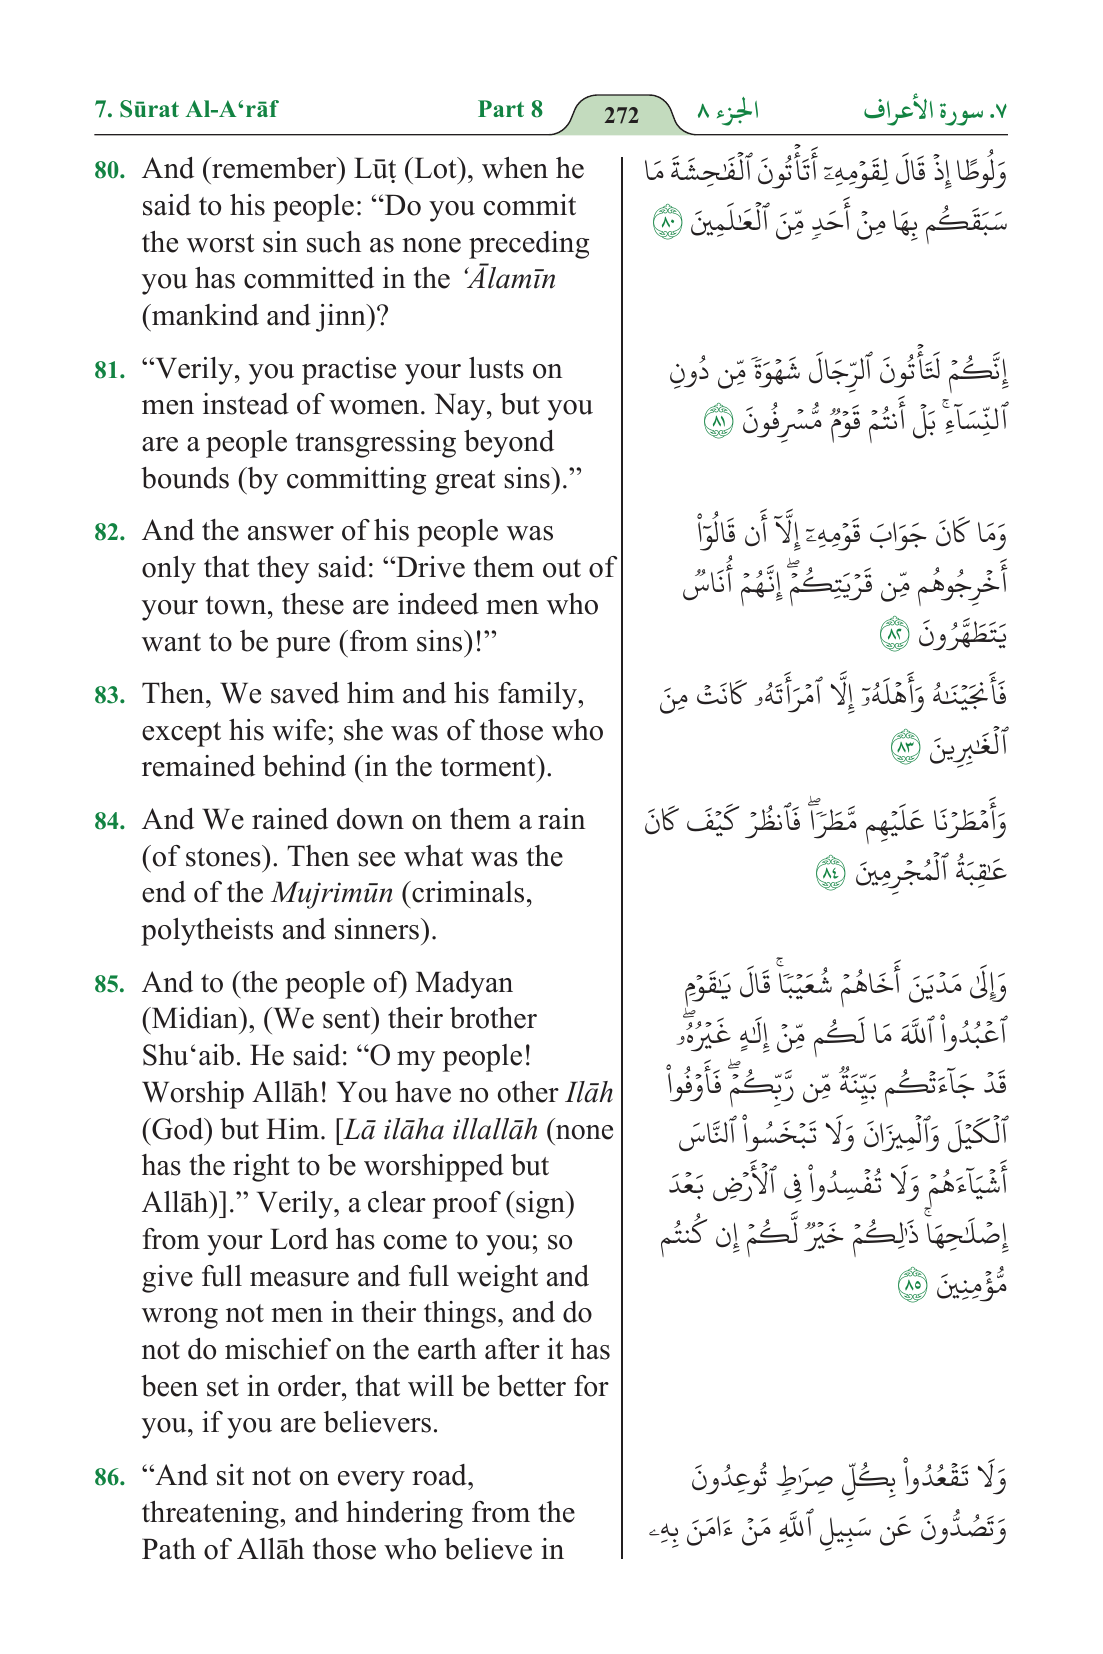 7. Sūrat Al-A‘rāf Part 8 272 الجزء ٨ ٧. سورة الأعراف
80. And (remember) Lūṭ (Lot), when he
said to his people: “Do you commit
the worst sin such as none preceding
you has committed in the ‘Ālamīn
(mankind and jinn)?
81. “Verily, you practise your lusts on
men instead of women. Nay, but you
are a people transgressing beyond
bounds (by committing great sins).”
82. And the answer of his people was
only that they said: “Drive them out of
your town, these are indeed men who
want to be pure (from sins)!”
83. Then, We saved him and his family,
except his wife; she was of those who
remained behind (in the torment).
84. And We rained down on them a rain
(of stones). Then see what was the
end of the Mujrimūn (criminals,
polytheists and sinners).
85. And to (the people of) Madyan
(Midian), (We sent) their brother
Shu‘aib. He said: “O my people!
Worship Allāh! You have no other Ilāh
(God) but Him. [Lā ilāha illallāh (none
has the right to be worshipped but
Allāh)].” Verily, a clear proof (sign)
from your Lord has come to you; so
give full measure and full weight and
wrong not men in their things, and do
not do mischief on the earth after it has
been set in order, that will be better for
you, if you are believers.
86. “And sit not on every road,
threatening, and hindering from the
Path of Allāh those who believe in
وَلُوطًا إِذۡ قَالَ لِقَوۡمِهِۦٓ أَتَأۡتُونَ ٱلۡفَٰحِشَةَ مَا
سَبَقَكُم بِهَا مِنۡ أَحَدٖ مِّنَ ٱلۡعَٰلَمِينَ ٨٠
إِنَّكُمۡ لَتَأۡتُونَ ٱلرِّجَالَ شَهۡوَةٗ مِّن دُونِ
ٱلنِّسَآءِۚ بَلۡ أَنتُمۡ قَوۡمٞ مُّسۡرِفُونَ ٨١
وَمَا كَانَ جَوَابَ قَوۡمِهِۦٓ إِلَّآ أَن قَالُوٓاْ
أَخۡرِجُوهُم مِّن قَرۡيَتِكُمۡۖ إِنَّهُمۡ أُنَاسٞ
يَتَطَهَّرُونَ ٨٢
فَأَنجَيۡنَٰهُ وَأَهۡلَهُۥٓ إِلَّا ٱمۡرَأَتَهُۥ كَانَتۡ مِنَ
ٱلۡغَٰبِرِينَ ٨٣
وَأَمۡطَرۡنَا عَلَيۡهِم مَّطَرٗاۖ فَٱنظُرۡ كَيۡفَ كَانَ
عَٰقِبَةُ ٱلۡمُجۡرِمِينَ ٨٤
وَإِلَىٰ مَدۡيَنَ أَخَاهُمۡ شُعَيۡبٗاۚ قَالَ يَٰقَوۡمِ
ٱعۡبُدُواْ ٱللَّهَ مَا لَكُم مِّنۡ إِلَٰهٍ غَيۡرُهُۥۖ
قَدۡ جَآءَتۡكُم بَيِّنَةٞ مِّن رَّبِّكُمۡۖ فَأَوۡفُواْ
ٱلۡكَيۡلَ وَٱلۡمِيزَانَ وَلَا تَبۡخَسُواْ ٱلنَّاسَ
أَشۡيَآءَهُمۡ وَلَا تُفۡسِدُواْ فِي ٱلۡأَرۡضِ بَعۡدَ
إِصۡلَٰحِهَاۚ ذَٰلِكُمۡ خَيۡرٞ لَّكُمۡ إِن كُنتُم
مُّؤۡمِنِينَ ٨٥
وَلَا تَقۡعُدُواْ بِكُلِّ صِرَٰطٖ تُوعِدُونَ
وَتَصُدُّونَ عَن سَبِيلِ ٱللَّهِ مَنۡ ءَامَنَ بِهِۦ